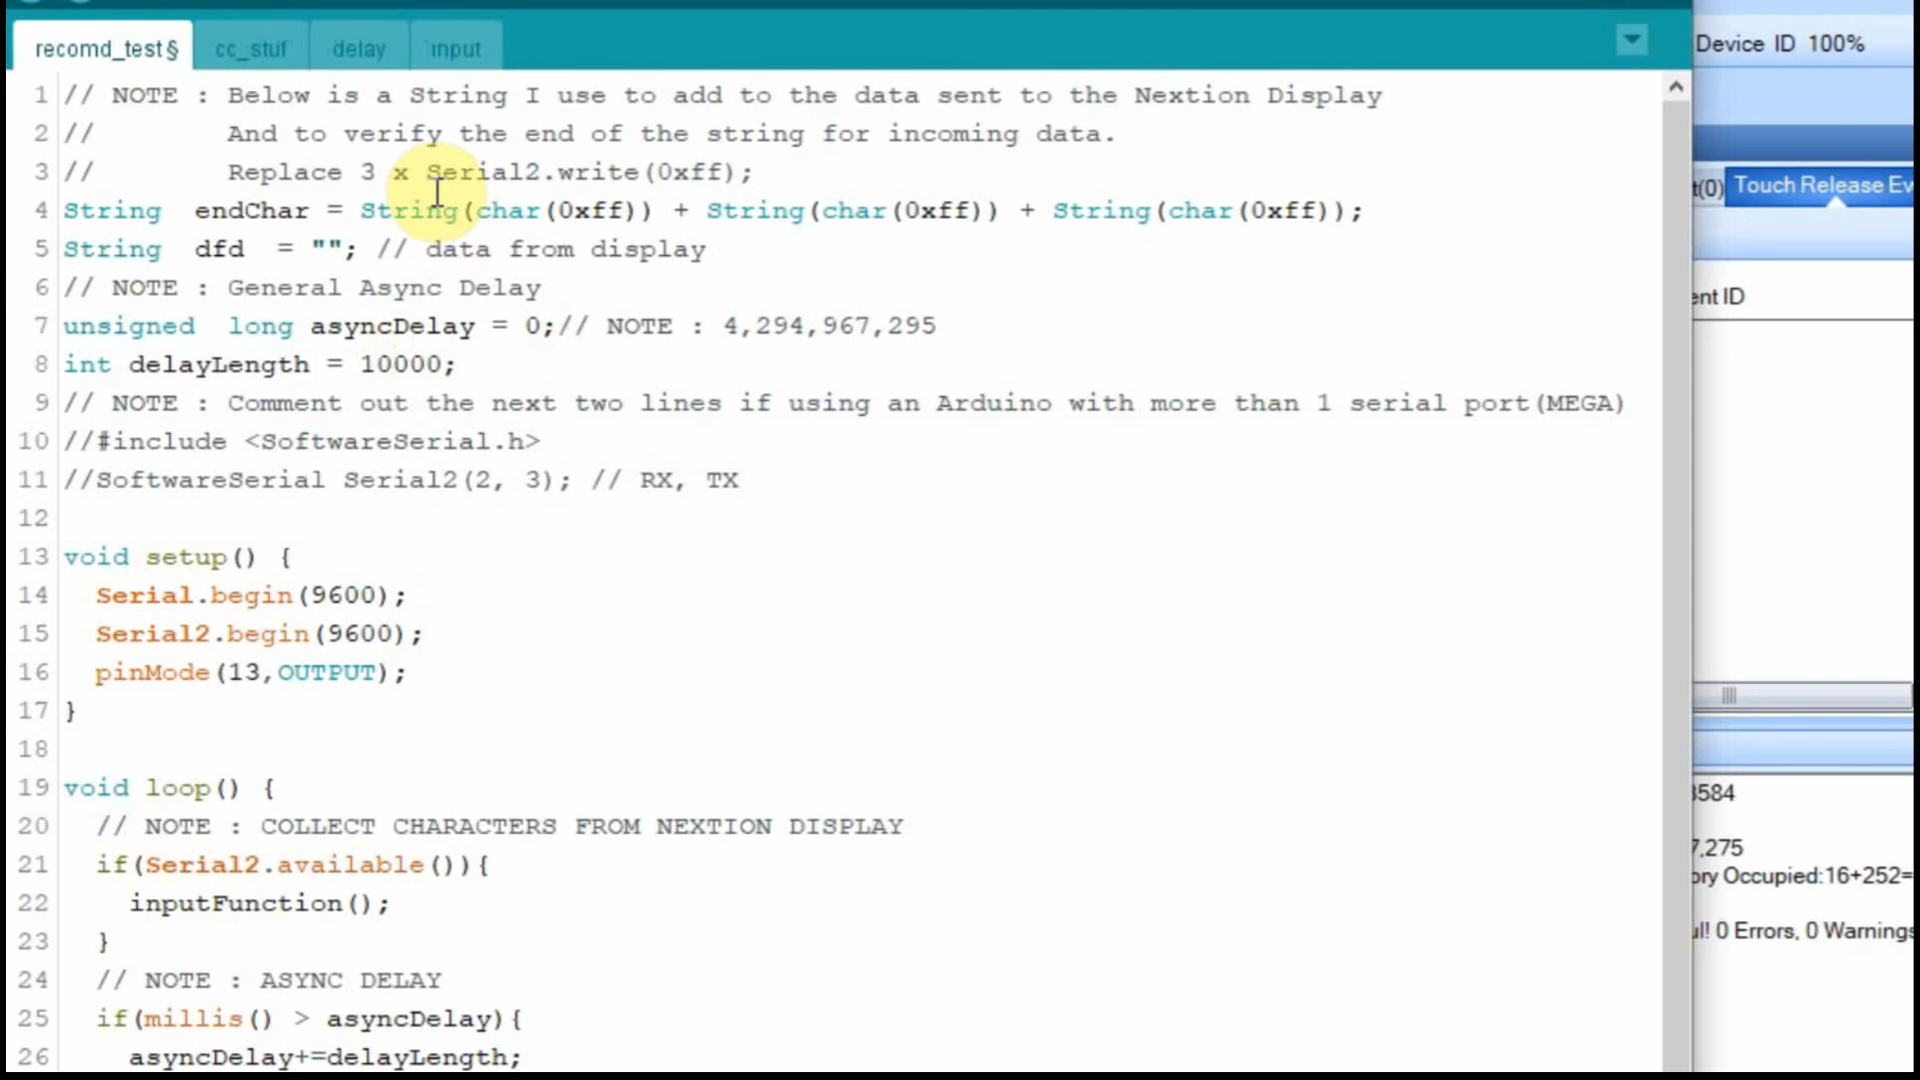 recomd_test§ cc_stuf delay input
1 // NOTE : Below is a String I use to add to the data sent to the Nextion Display
2 // And to verify the end of the string for incoming data.
3 // Replace 3 x Serial2.write(0xff);
4 String endChar = String(char(0xff)) + String(char(0xff)) + String(char(0xff));
5 String dfd = ""; // data from display
6 // NOTE : General Async Delay
7 unsigned long asyncDelay = 0;// NOTE : 4,294,967,295
8 int delayLength = 10000;
9 // NOTE : Comment out the next two lines if using an Arduino with more than 1 serial port(MEGA)
10 //#include <SoftwareSerial.h>
11 //SoftwareSerial Serial2(2, 3); // RX, TX
12
13 void setup() {
14 Serial.begin(9600);
15 Serial2.begin(9600);
16 pinMode(13,OUTPUT);
17 }
18
19 void loop() {
20 // NOTE : COLLECT CHARACTERS FROM NEXTION DISPLAY
21 if(Serial2.available()){
22 inputFunction();
23 }
24 // NOTE : ASYNC DELAY
25 if(millis() > asyncDelay){
26 asyncDelay+=delayLength;
Device ID 100%
t(0) Touch Release Ev
ent ID
3584
7,275
ory Occupied:16+252=
ul! 0 Errors, 0 Warnings